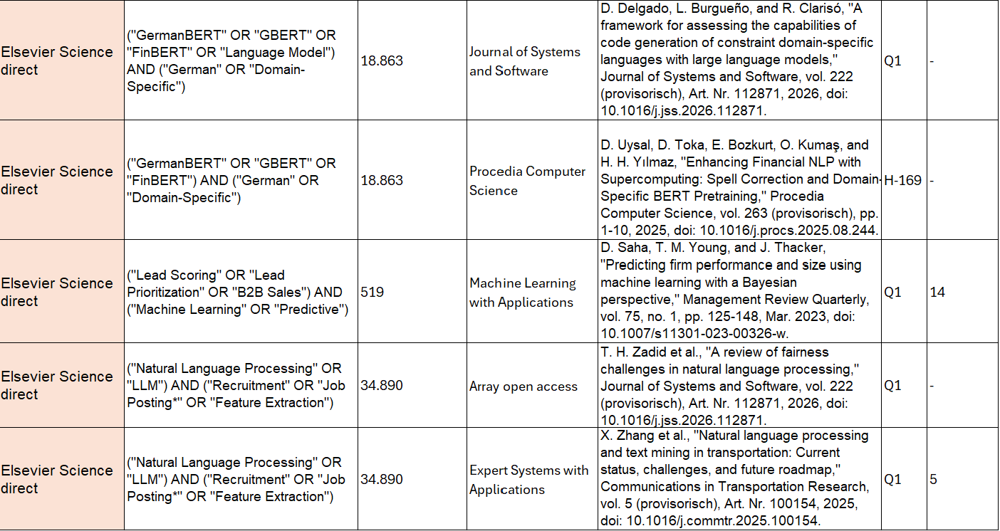 Elsevier Science
direct
("GermanBERT" OR "GBERT" OR
"FinBERT" OR "Language Model")
AND ("German" OR "Domain-
Specific")
18.863
Journal of Systems
and Software
D. Delgado, L. Burgueño, and R. Clarisó, "A
framework for assessing the capabilities of
code generation of constraint domain-specific
languages with large language models,"
Journal of Systems and Software, vol. 222
(provisorisch), Art. Nr. 112871, 2026, doi:
10.1016/j.jss.2026.112871.
Q1
-
Elsevier Science
direct
("GermanBERT" OR "GBERT" OR
"FinBERT") AND ("German" OR
"Domain-Specific")
18.863
Procedia Computer
Science
D. Uysal, D. Toka, E. Bozkurt, O. Kumaş, and
H. H. Yılmaz, "Enhancing Financial NLP with
Supercomputing: Spell Correction and Domain-
Specific BERT Pretraining," Procedia
Computer Science, vol. 263 (provisorisch), pp.
1-10, 2025, doi: 10.1016/j.procs.2025.08.244.
H-169
-
Elsevier Science
direct
("Lead Scoring" OR "Lead
Prioritization" OR "B2B Sales") AND
("Machine Learning" OR "Predictive")
519
Machine Learning
with Applications
D. Saha, T. M. Young, and J. Thacker,
"Predicting firm performance and size using
machine learning with a Bayesian
perspective," Management Review Quarterly,
vol. 75, no. 1, pp. 125-148, Mar. 2023, doi:
10.1007/s11301-023-00326-w.
Q1
14
Elsevier Science
direct
("Natural Language Processing" OR
"LLM") AND ("Recruitment" OR "Job
Posting*" OR "Feature Extraction")
34.890
Array open access
T. H. Zadid et al., "A review of fairness
challenges in natural language processing,"
Journal of Systems and Software, vol. 222
(provisorisch), Art. Nr. 112871, 2026, doi:
10.1016/j.jss.2026.112871.
Q1
-
Elsevier Science
direct
("Natural Language Processing" OR
"LLM") AND ("Recruitment" OR "Job
Posting*" OR "Feature Extraction")
34.890
Expert Systems with
Applications
X. Zhang et al., "Natural language processing
and text mining in transportation: Current
status, challenges, and future roadmap,"
Communications in Transportation Research,
vol. 5 (provisorisch), Art. Nr. 100154, 2025,
doi: 10.1016/j.commtr.2025.100154.
Q1
5